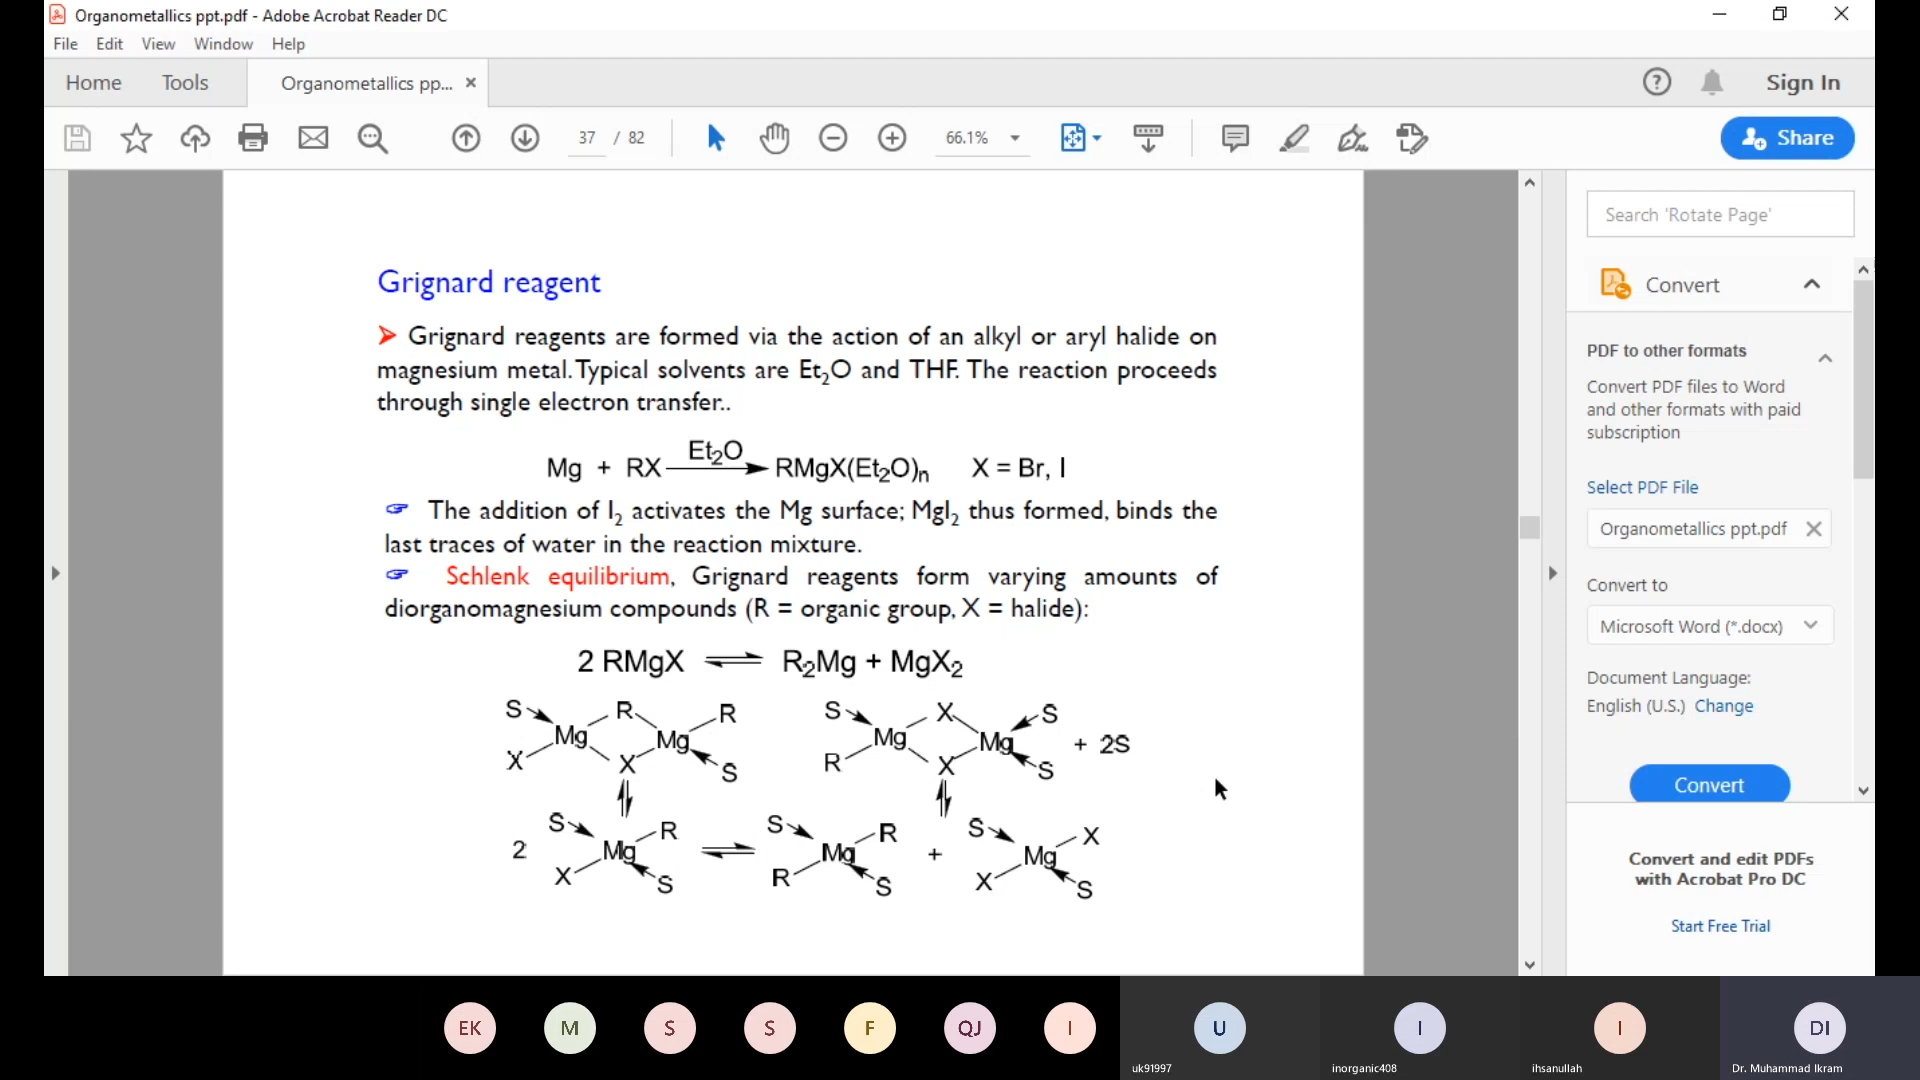 Organometallics ppt.pdf - Adobe Acrobat Reader DC
File Edit View Window Help
Home Tools Organometallics pp... × ? Sign In
37 / 82 66.1% Share
Search 'Rotate Page'
Grignard reagent
Convert
➤ Grignard reagents are formed via the action of an alkyl or aryl halide on
magnesium metal. Typical solvents are Et₂O and THF. The reaction proceeds
through single electron transfer..
PDF to other formats
Convert PDF files to Word
and other formats with paid
subscription
Mg + RX Et₂O → RMgX(Et₂O)n X = Br, I
☞ The addition of I₂ activates the Mg surface; MgI₂ thus formed, binds the
last traces of water in the reaction mixture.
☞ Schlenk equilibrium, Grignard reagents form varying amounts of
diorganomagnesium compounds (R = organic group, X = halide):
Select PDF File
Organometallics ppt.pdf ×
Convert to
Microsoft Word (*.docx)
Document Language:
English (U.S.) Change
Convert
2 RMgX ⇌ R₂Mg + MgX₂
S R R S X S
Mg Mg Mg Mg + 2S
X X S R X S
S R S R S X
2 Mg ⇌ Mg + Mg
X S R S X S
Convert and edit PDFs
with Acrobat Pro DC
Start Free Trial
EK M S S F QJ I U I I DI
uk91997 inorganic408 ihsanullah Dr. Muhammad Ikram